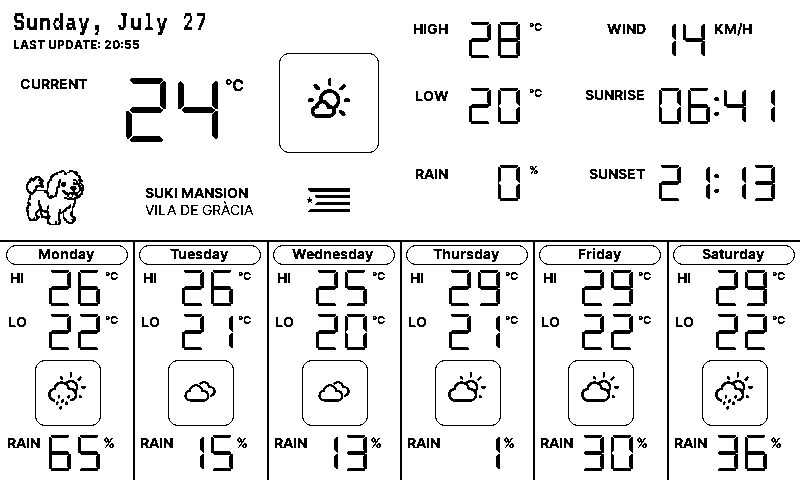 Sunday, July 27
LAST UPDATE: 20:55
CURRENT 24°C
HIGH 28°C
LOW 20°C
RAIN 0%
WIND 14 KM/H
SUNRISE 06:41
SUNSET 21:13
SUKI MANSION
VILA DE GRÀCIA
Monday
HI 26°C
LO 22°C
RAIN 65%
Tuesday
HI 26°C
LO 21°C
RAIN 15%
Wednesday
HI 25°C
LO 20°C
RAIN 13%
Thursday
HI 29°C
LO 21°C
RAIN 1%
Friday
HI 29°C
LO 22°C
RAIN 30%
Saturday
HI 29°C
LO 22°C
RAIN 36%